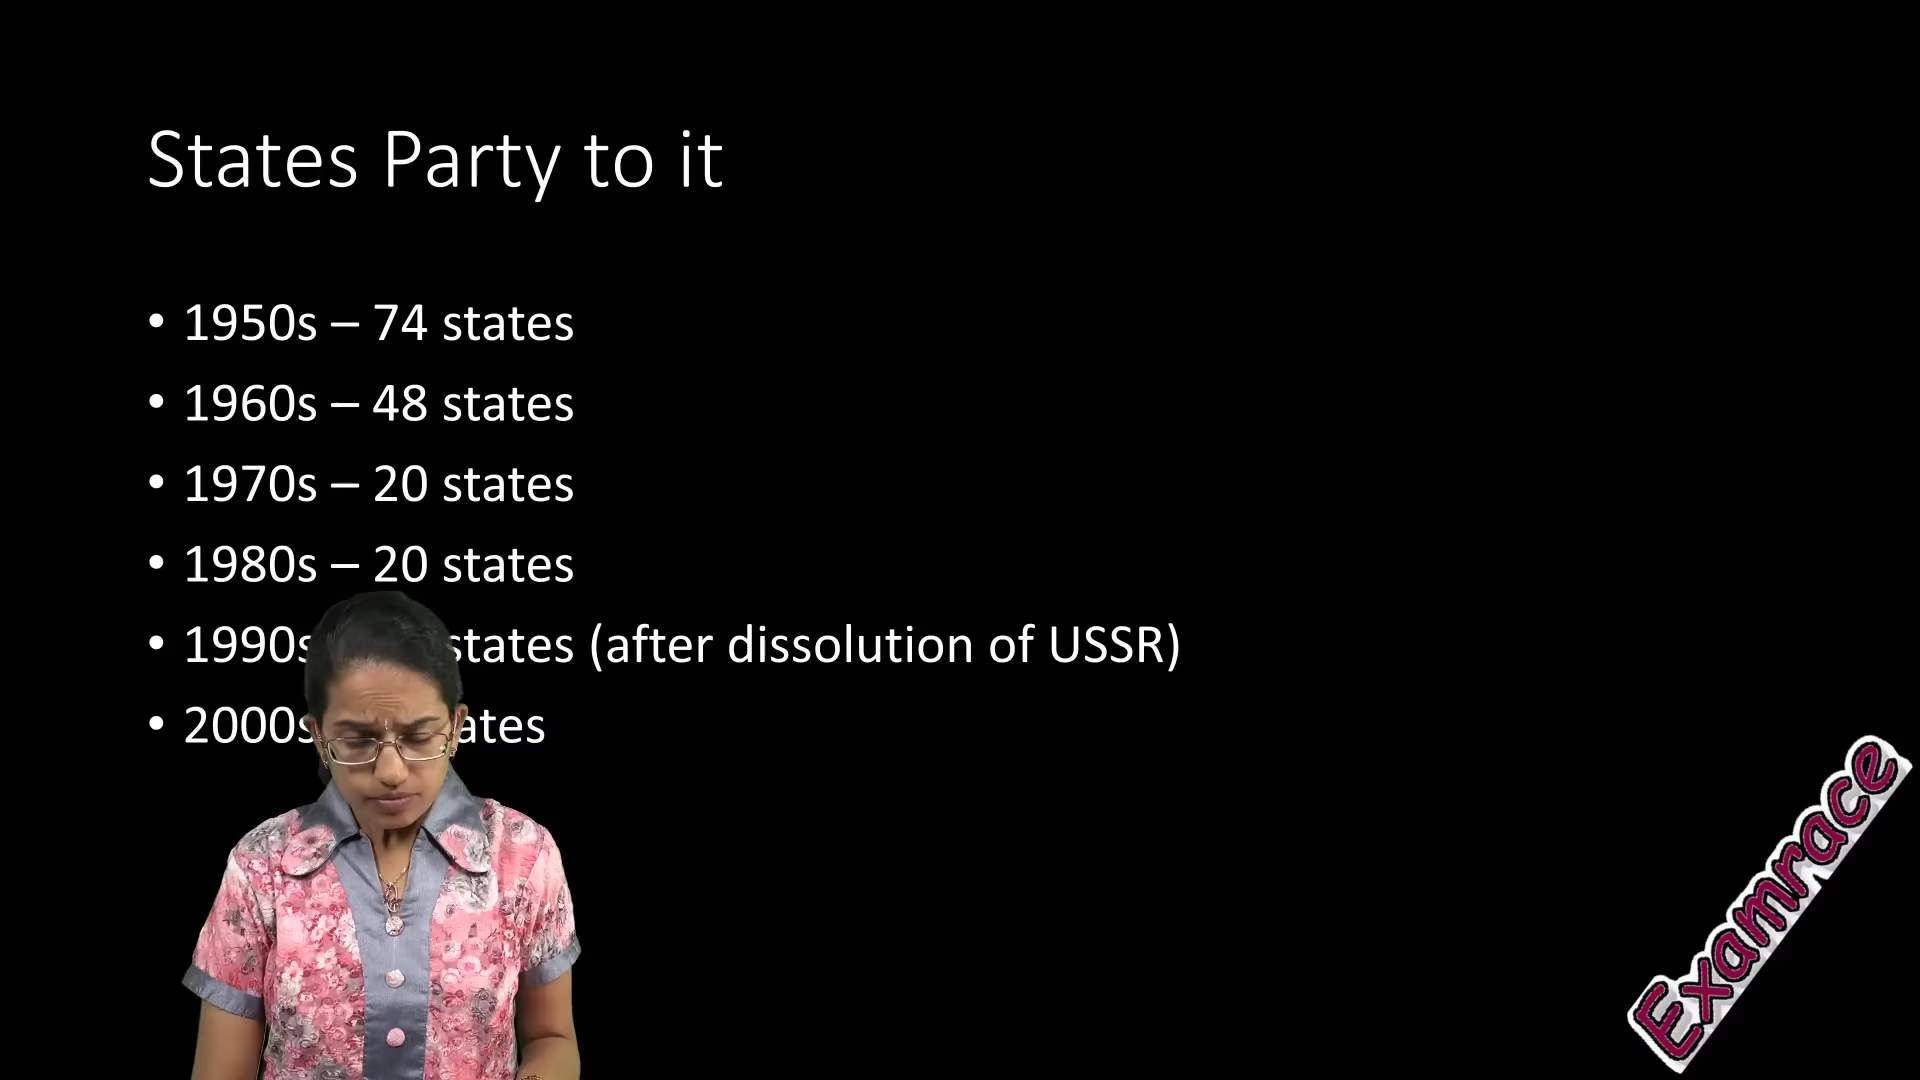 States Party to it
• 1950s – 74 states
• 1960s – 48 states
• 1970s – 20 states
• 1980s – 20 states
• 1990s states (after dissolution of USSR)
• 2000s
Examrace